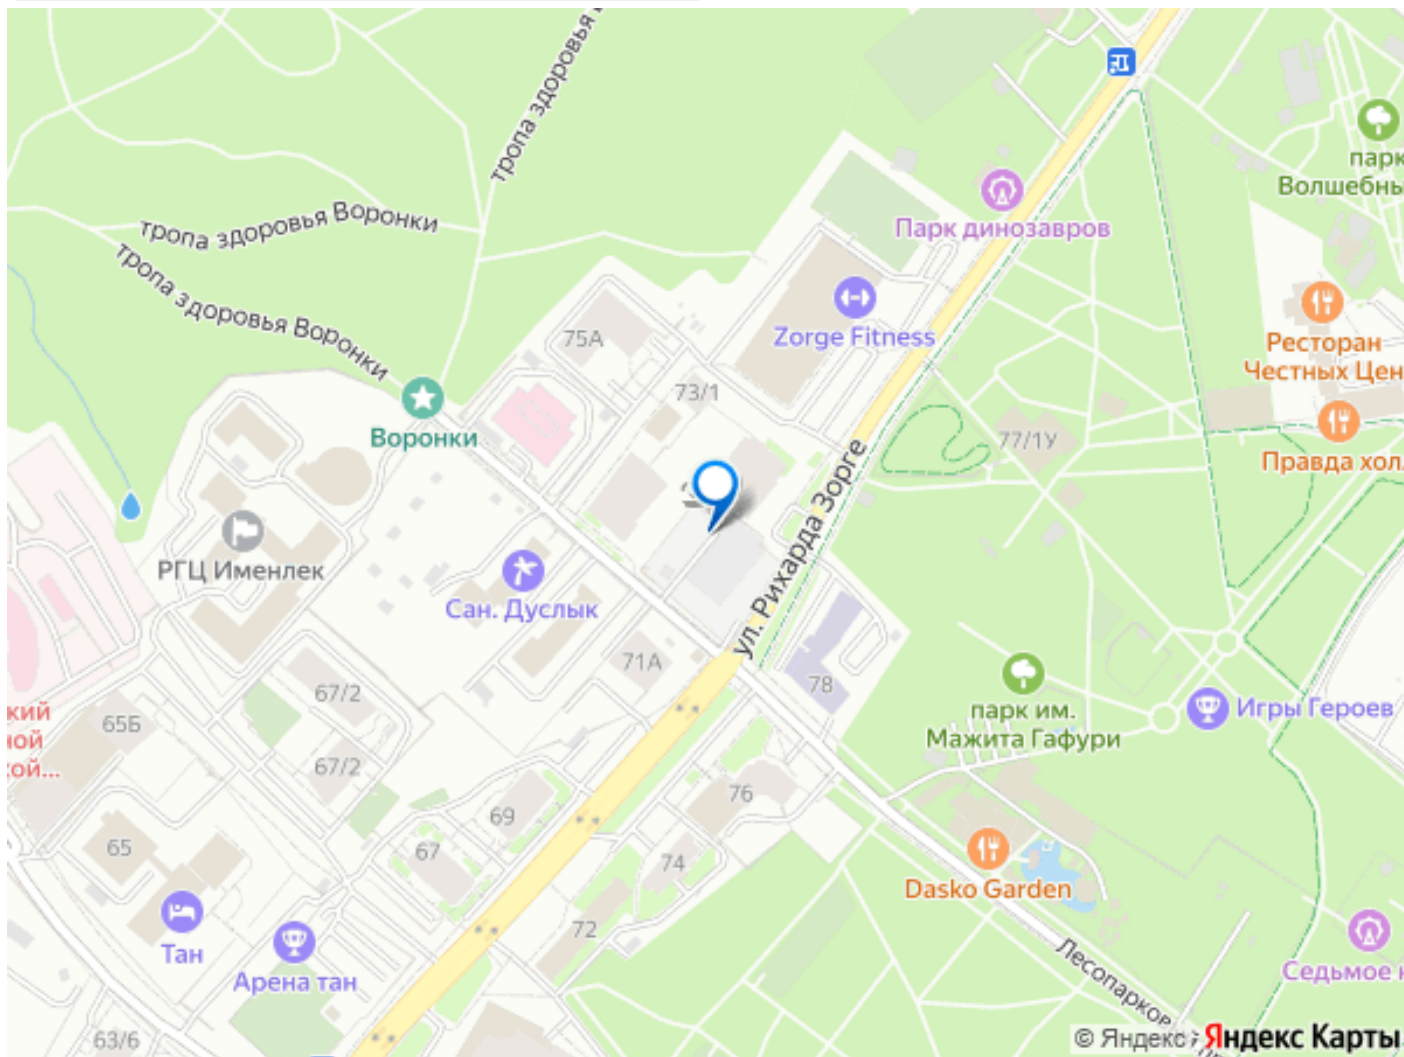 тропа здоровья В
парк
Волшебны
тропа здоровья Воронки
Парк динозавров
тропа здоровья Воронки
75А
Zorge Fitness
Ресторан
Честных Цен
73/1
Воронки
77/1У
Правда хол
ул. Рихарда Зорге
РГЦ Именлек
Сан. Дуслык
71А
78
67/2
парк им.
Мажита Гафури
Игры Героев
кий
ной
кой...
65Б
67/2
76
69
65
67
74
Dasko Garden
72
Тан
Арена тан
Лесопарков
Седьмое н
63/6
© Яндекс Яндекс Карты